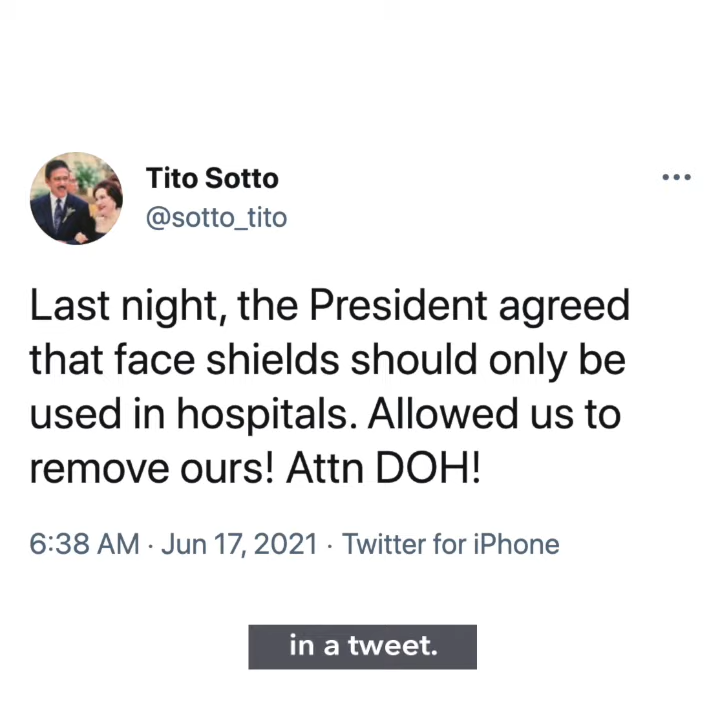 Tito Sotto
@sotto_tito
Last night, the President agreed
that face shields should only be
used in hospitals. Allowed us to
remove ours! Attn DOH!
6:38 AM · Jun 17, 2021 · Twitter for iPhone
in a tweet.